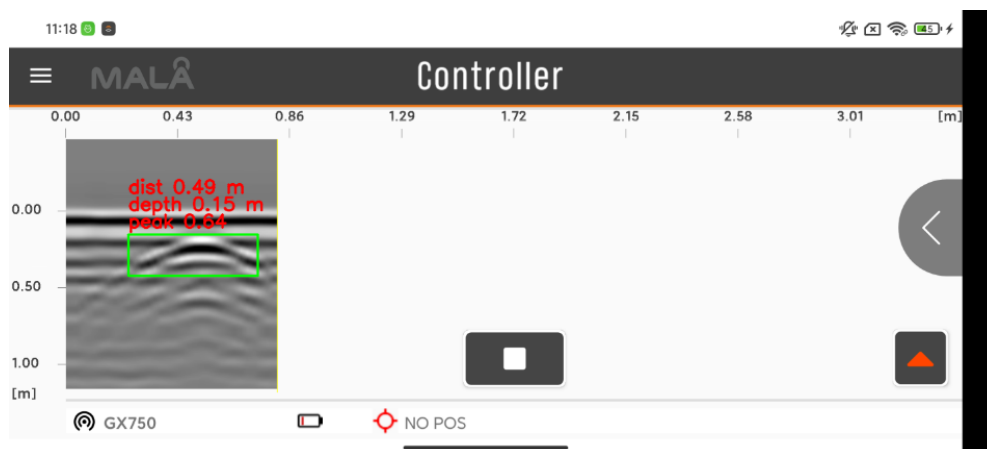 11:18
45
MALÅ
Controller
0.00 0.43 0.86 1.29 1.72 2.15 2.58 3.01 [m]
dist 0.49 m
depth 0.15 m
peak 0.64
0.00
0.50
1.00
[m]
GX750
NO POS